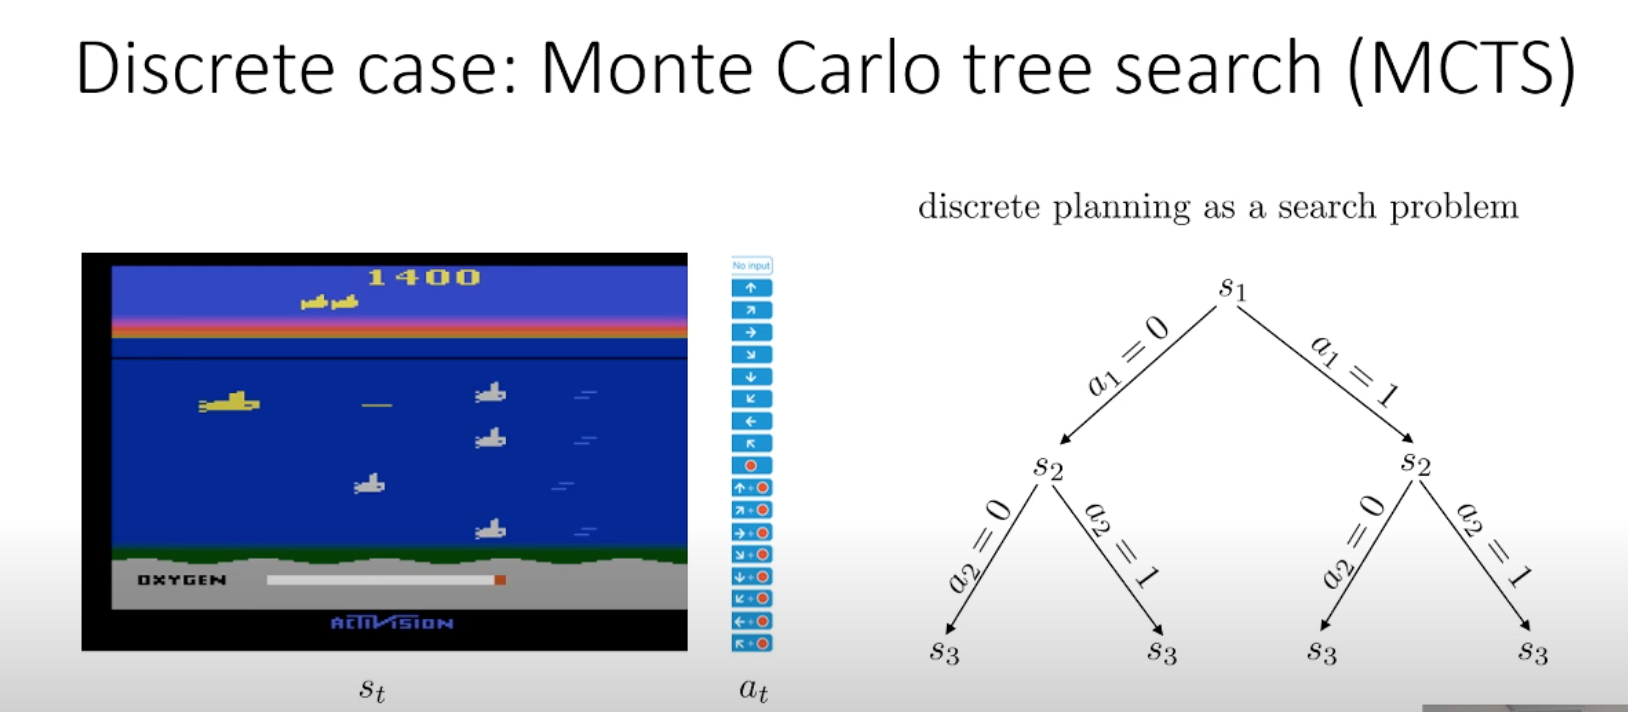 Discrete case: Monte Carlo tree search (MCTS)
discrete planning as a search problem
1400
OXYGEN
ACTIVISION
s_t
No input
↑
↗
→
↘
↓
↙
←
↖
↑+
↗+
→+
↘+
↓+
↙+
←+
↖+
a_t
s_1
a_1 = 0
a_1 = 1
s_2
s_2
a_2 = 0
a_2 = 1
a_2 = 0
a_2 = 1
s_3
s_3
s_3
s_3